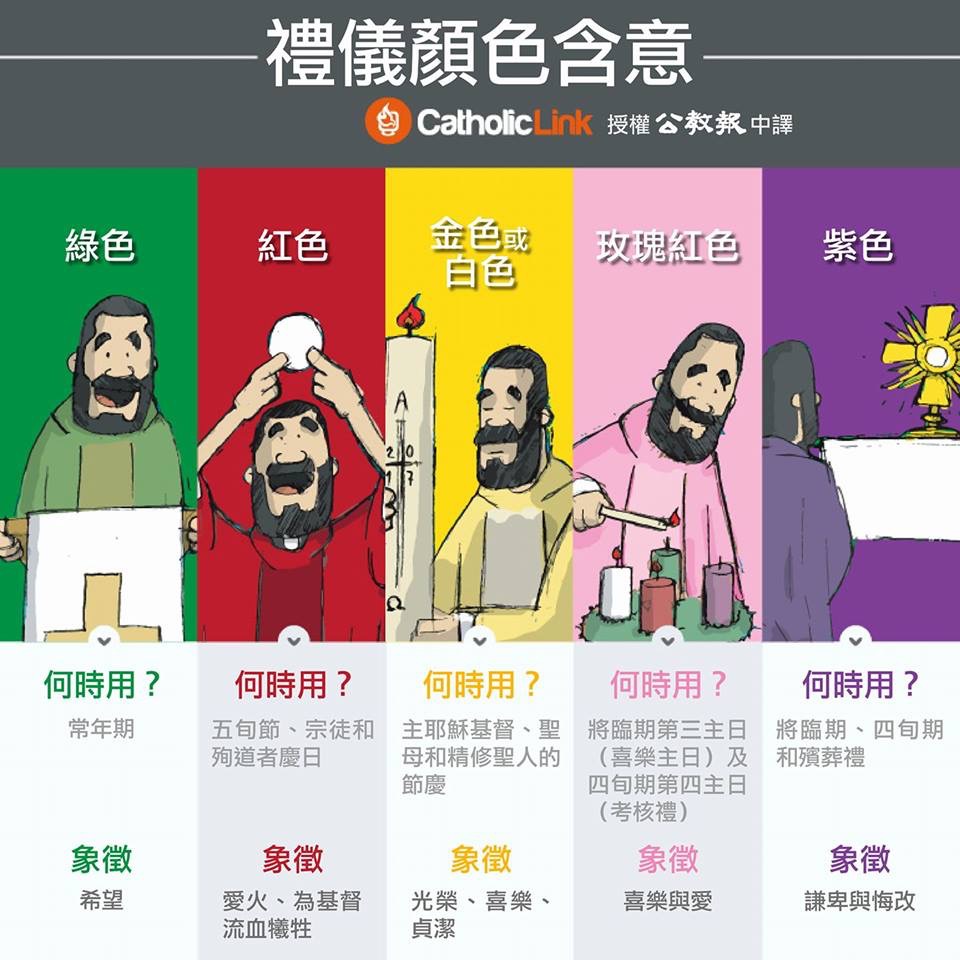 禮儀顏色含意
CatholicLink 授權 公教報 中譯
綠色
紅色
金色或
白色
玫瑰紅色
紫色
A
2 0
1 7
Ω
何時用？
常年期
何時用？
五旬節、宗徒和
殉道者慶日
何時用？
主耶穌基督、聖
母和精修聖人的
節慶
何時用？
將臨期第三主日
（喜樂主日）及
四旬期第四主日
（考核禮）
何時用？
將臨期、四旬期
和殯葬禮
象徵
希望
象徵
愛火、為基督
流血犧牲
象徵
光榮、喜樂、
貞潔
象徵
喜樂與愛
象徵
謙卑與悔改